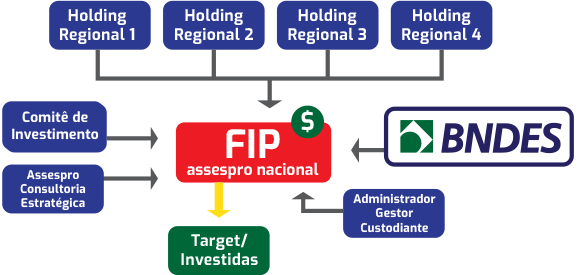 Holding
Regional 1
Holding
Regional 2
Holding
Regional 3
Holding
Regional 4
Comitê de
Investimento
$
FIP
assespro nacional
BNDES
Assespro
Consultoria
Estratégica
Administrador
Gestor
Custodiante
Target/
Investidas